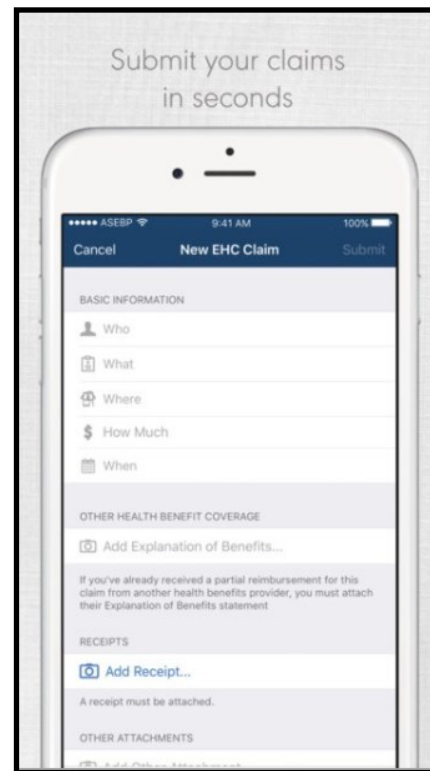 Submit your claims
in seconds
ASEBP 9:41 AM 100%
Cancel New EHC Claim Submit
BASIC INFORMATION
Who
What
Where
$ How Much
When
OTHER HEALTH BENEFIT COVERAGE
Add Explanation of Benefits...
If you've already received a partial reimbursement for this
claim from another health benefits provider, you must attach
their Explanation of Benefits statement
RECEIPTS
Add Receipt...
A receipt must be attached.
OTHER ATTACHMENTS
Add Other Attachment